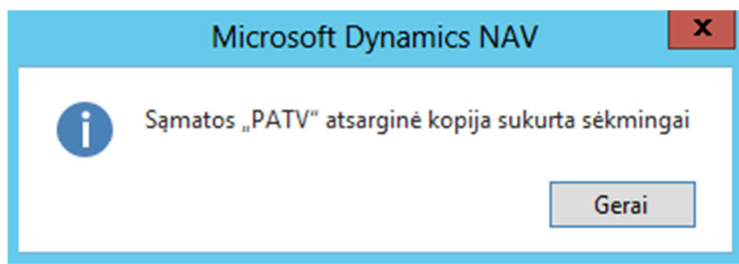 Microsoft Dynamics NAV
x
Sąmatos „PATV“ atsarginė kopija sukurta sėkmingai
Gerai